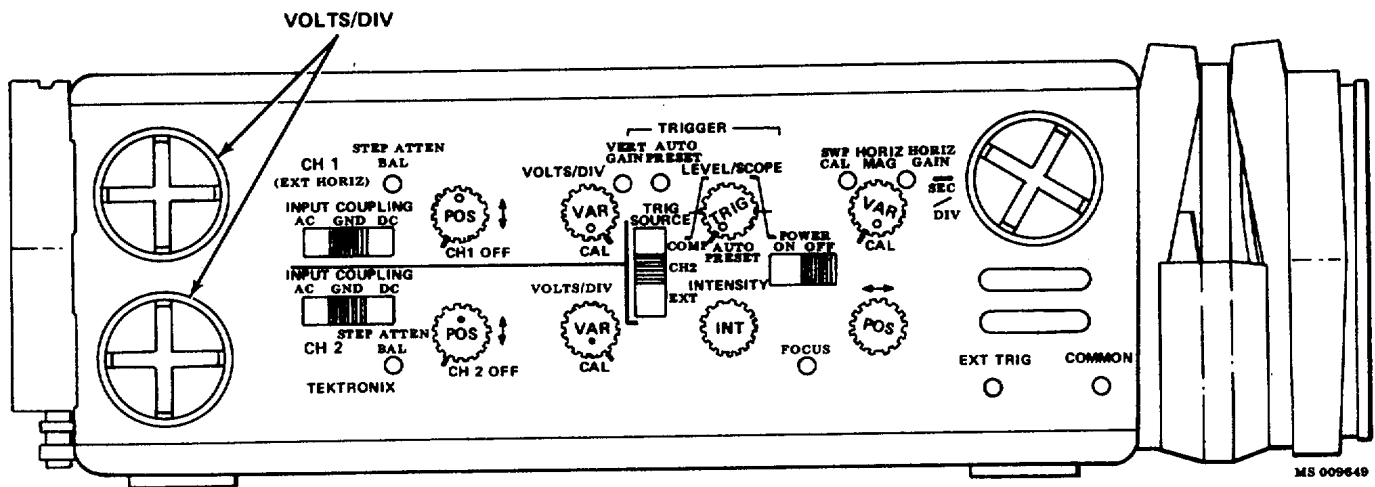 VOLTS/DIV
TRIGGER
STEP ATTEN
BAL
CH 1
(EXT HORIZ)
INPUT COUPLING
AC GND DC
POS
CH1 OFF
VOLTS/DIV
VAR
CAL
VERT
GAIN
AUTO
PRESET
LEVEL/SCOPE
TRIG
SOURCE
TRIG
COMP
AUTO
PRESET
CH2
EXT
POWER
ON OFF
SWP
CAL
HORIZ
MAG
HORIZ
GAIN
VAR
CAL
SEC
/
DIV
INPUT COUPLING
AC GND DC
STEP ATTEN
BAL
CH 2
TEKTRONIX
POS
CH 2 OFF
VOLTS/DIV
VAR
CAL
INTENSITY
INT
FOCUS
POS
EXT TRIG
COMMON
MS 009649